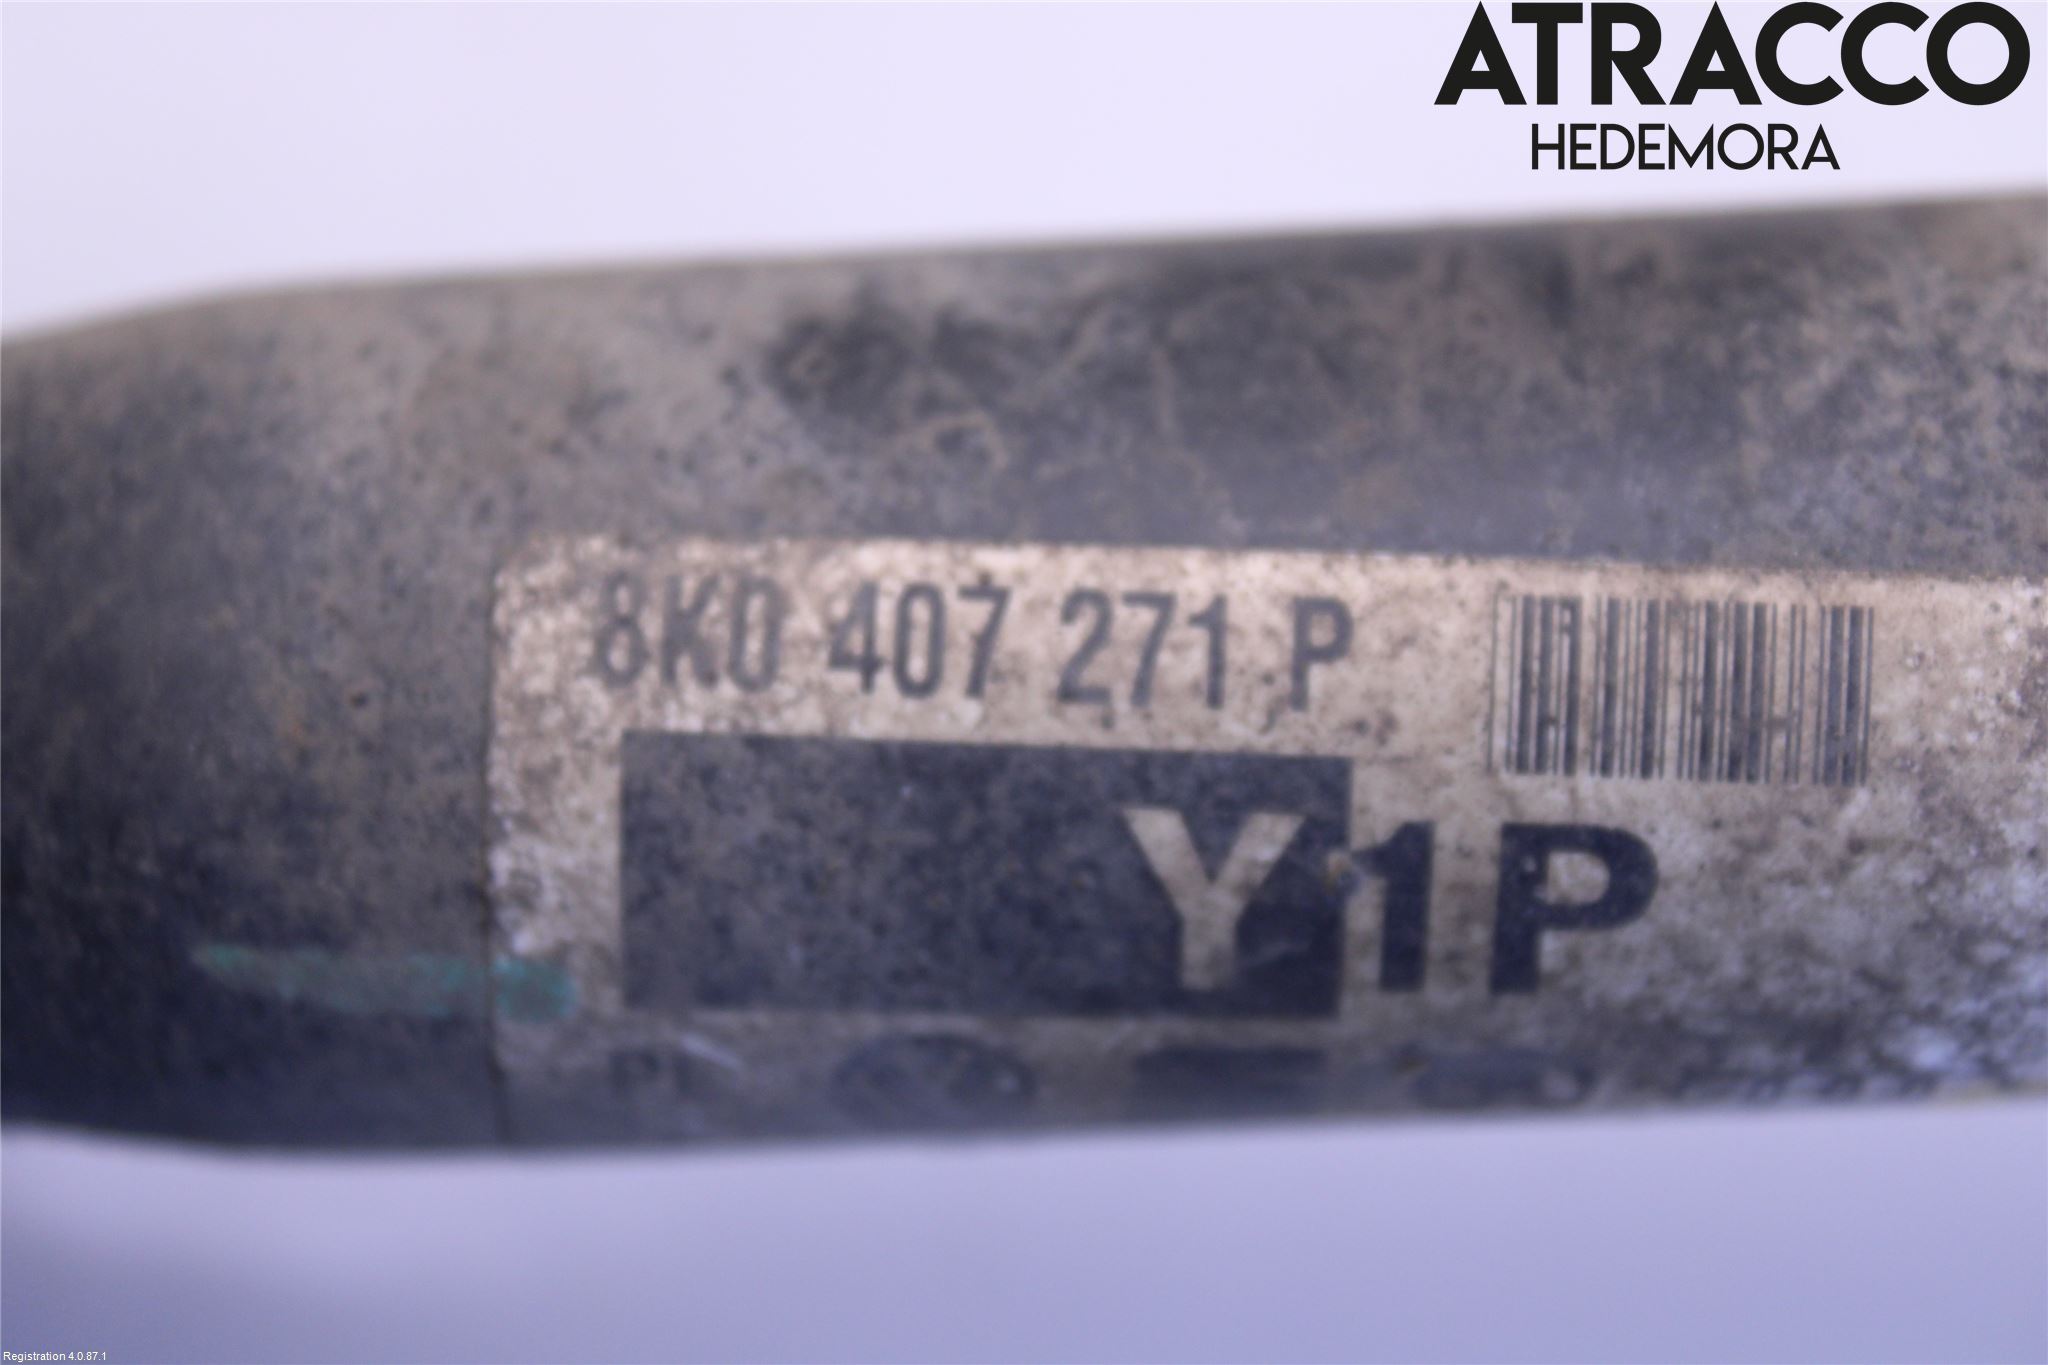 ATRACCO
HEDEMORA
8K0 407 271 P
Y1P
Registration 4.0.87.1